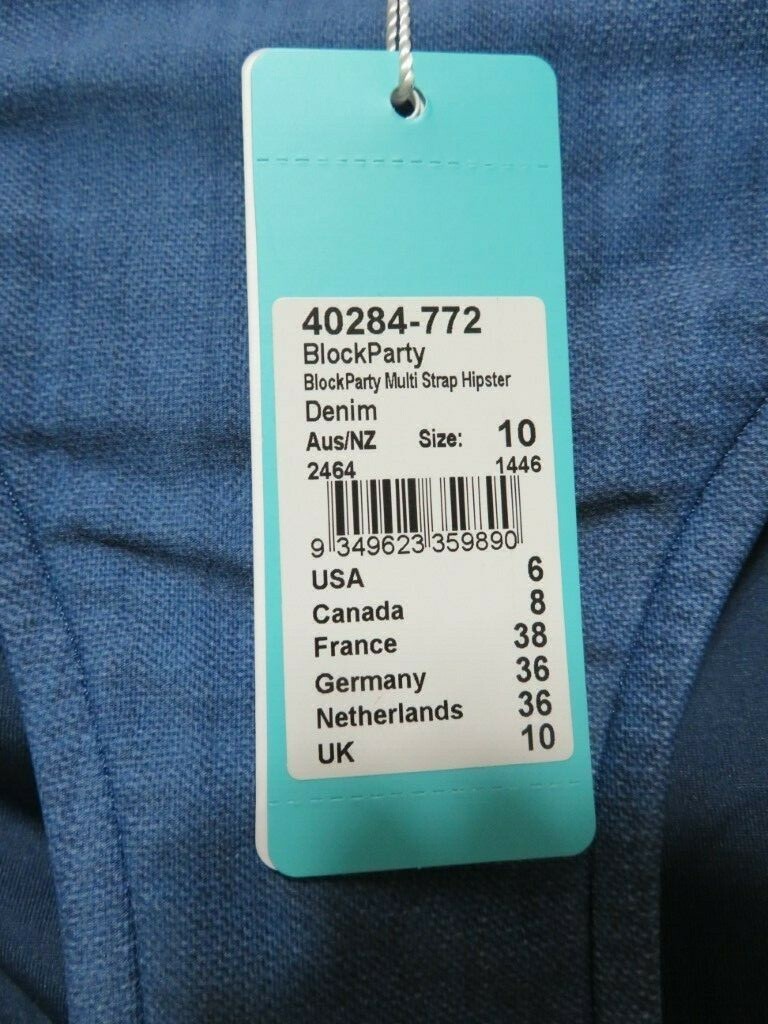 40284-772
BlockParty
BlockParty Multi Strap Hipster
Denim
Aus/NZ Size: 10
2464 1446
9 349623 359890
USA 6
Canada 8
France 38
Germany 36
Netherlands 36
UK 10